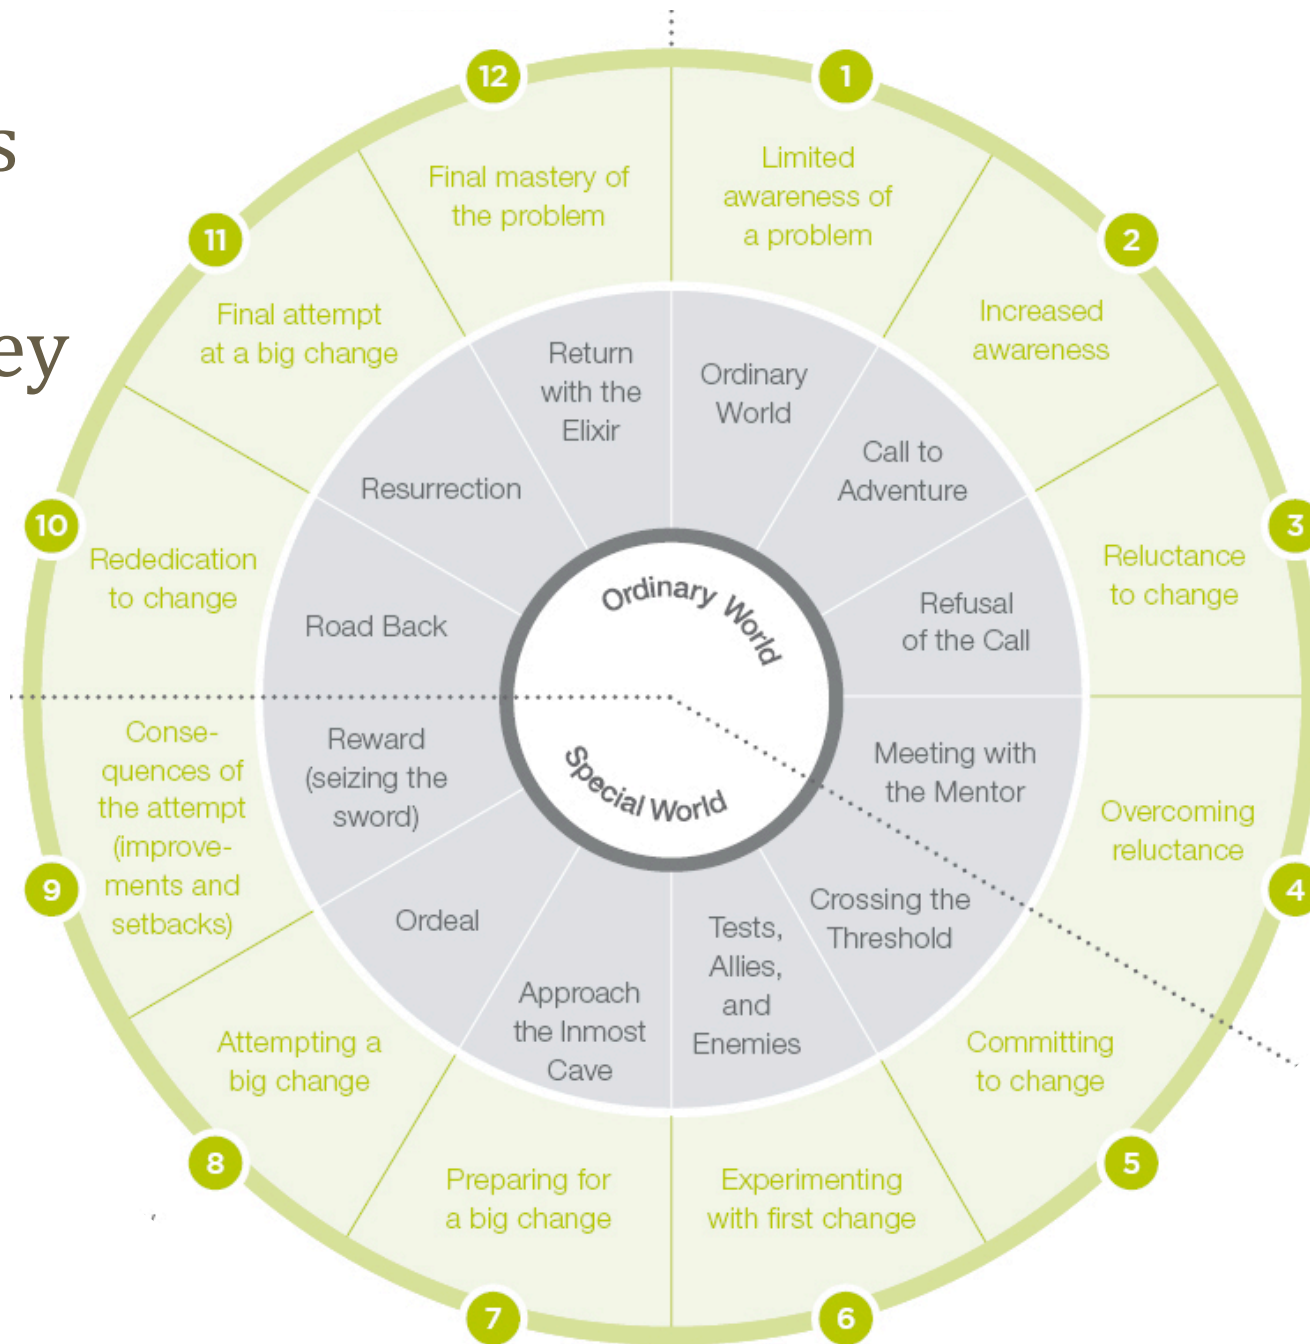 s
ey
1
Limited
awareness of
a problem
2
Increased
awareness
3
Reluctance
to change
4
Overcoming
reluctance
5
Committing
to change
6
Experimenting
with first change
7
Preparing for
a big change
8
Attempting a
big change
9
Conse-
quences of
the attempt
(improve-
ments and
setbacks)
10
Rededication
to change
11
Final attempt
at a big change
12
Final mastery of
the problem
Ordinary
World
Call to
Adventure
Refusal
of the Call
Meeting with
the Mentor
Crossing the
Threshold
Tests,
Allies,
and
Enemies
Approach
the Inmost
Cave
Ordeal
Reward
(seizing the
sword)
Road Back
Resurrection
Return
with the
Elixir
Ordinary World
Special World